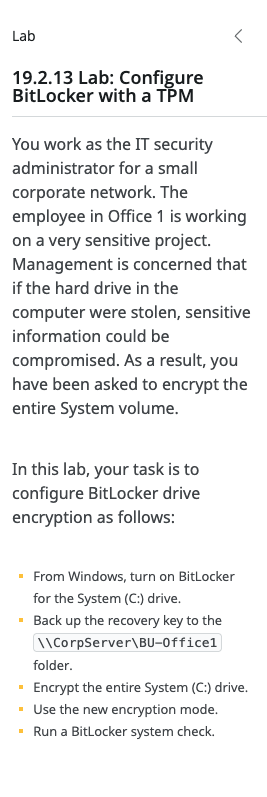 Lab
19.2.13 Lab: Configure
BitLocker with a TPM
You work as the IT security
administrator for a small
corporate network. The
employee in Office 1 is working
on a very sensitive project.
Management is concerned that
if the hard drive in the
computer were stolen, sensitive
information could be
compromised. As a result, you
have been asked to encrypt the
entire System volume.
In this lab, your task is to
configure BitLocker drive
encryption as follows:
From Windows, turn on BitLocker
for the System (C:) drive.
Back up the recovery key to the
\\CorpServer\BU-Office1
folder.
Encrypt the entire System (C:) drive.
Use the new encryption mode.
Run a BitLocker system check.